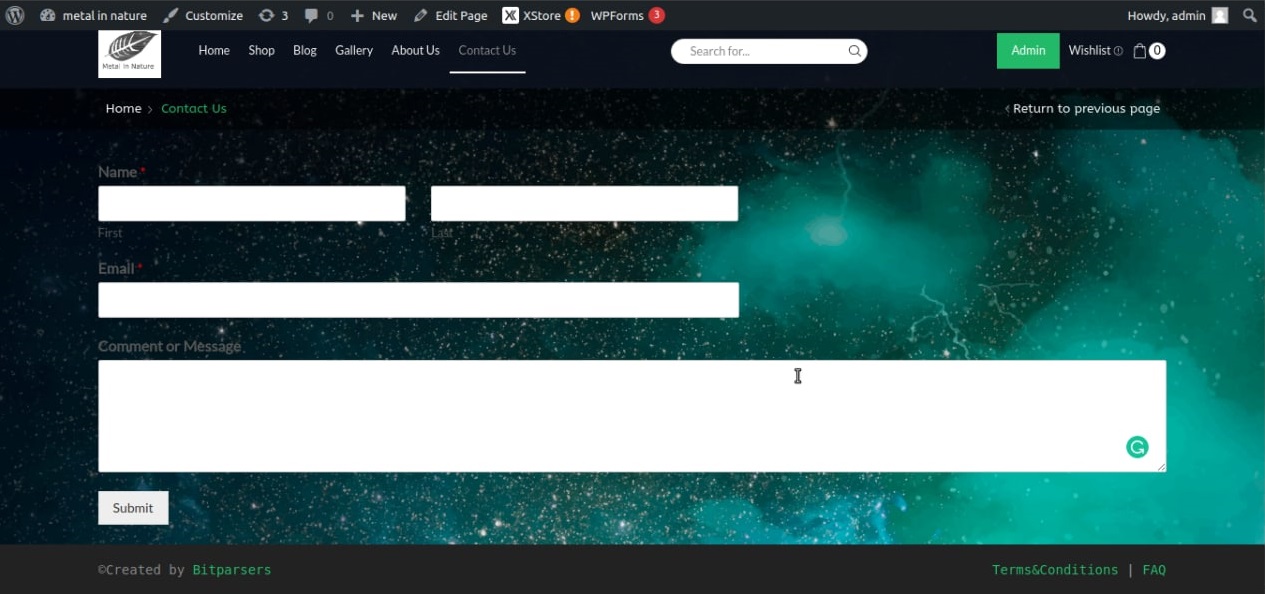 metal in nature Customize 3 0 New Edit Page XStore ! WPForms 3 Howdy, admin
Metal In Nature
Home Shop Blog Gallery About Us Contact Us Search for... Admin Wishlist 0
Home > Contact Us ‹ Return to previous page
Name *
First Last
Email *
Comment or Message
Submit
©Created by Bitparsers Terms&Conditions | FAQ